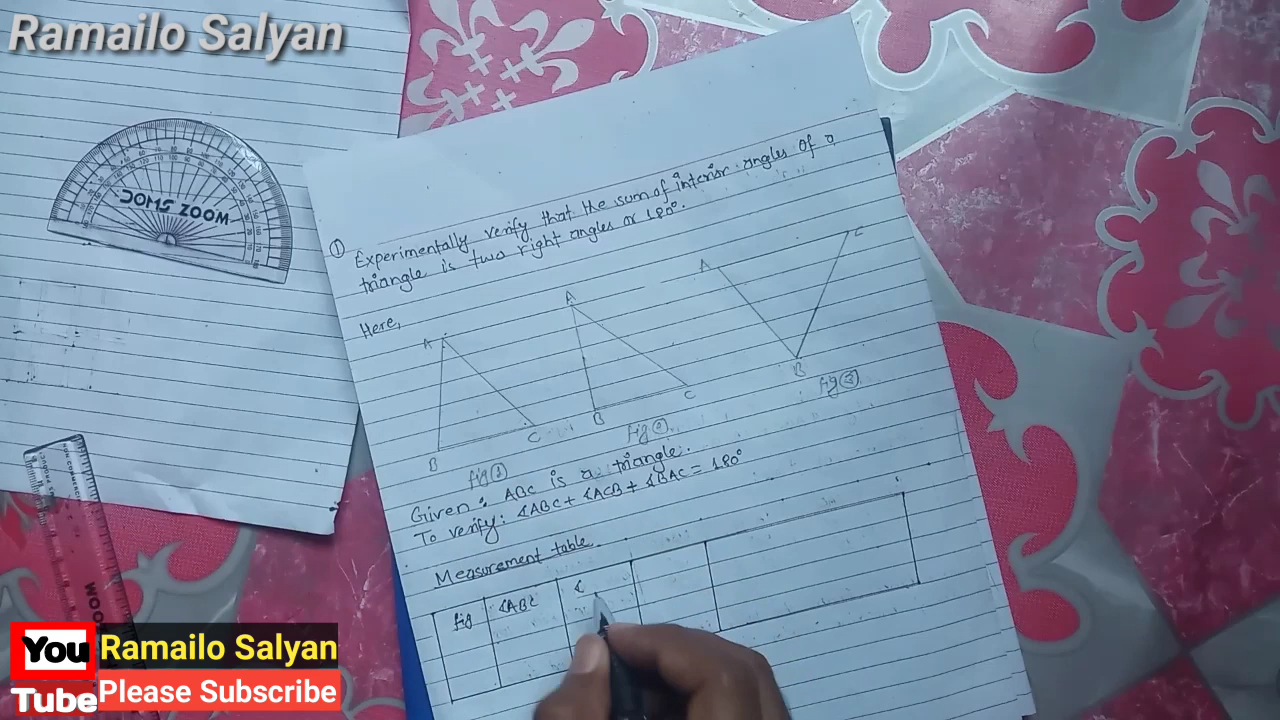 Ramailo Salyan
DOMS ZOOM
① Experimentally, verify that the sum of interior angles of a
triangle is two right angles or 180°.
Here,
A
B
C
fig ①
A
B
C
fig ②
A
C
B
fig ③
Given: ABC is a triangle.
To verify: ∠ABC + ∠ACB + ∠BAC = 180°
Measurement table
fig ∠ABC ∠
You
Tube
Ramailo Salyan
Please Subscribe